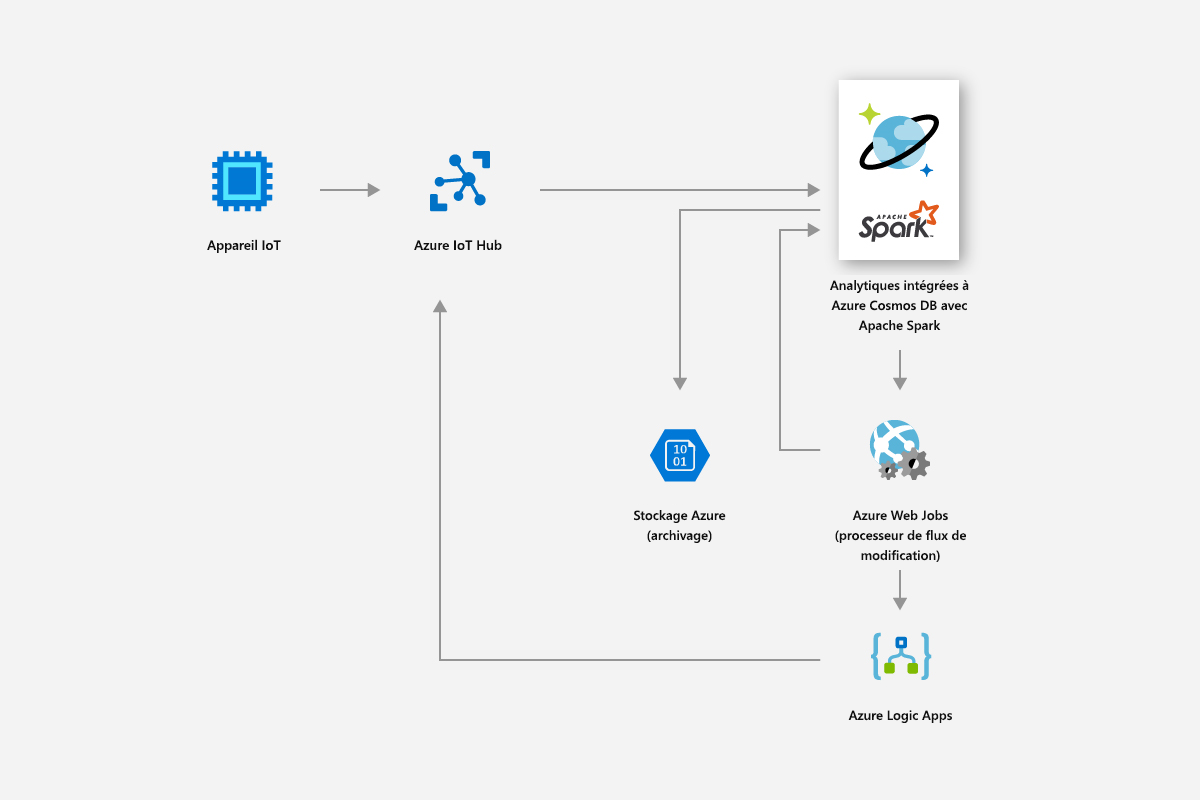 APACHE
Spark™
Appareil IoT
Azure IoT Hub
Analytiques intégrées à
Azure Cosmos DB avec
Apache Spark
10
01
Stockage Azure
(archivage)
Azure Web Jobs
(processeur de flux de
modification)
Azure Logic Apps